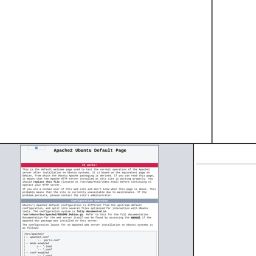 Apache2 Ubuntu Default Page
It works!
This is the default welcome page used to test the correct operation of the Apache2
server after installation on Ubuntu systems. It is based on the equivalent page on
Debian, from which the Ubuntu Apache packaging is derived. If you can read this page,
it means that the Apache HTTP server installed at this site is working properly. You
should replace this file (located at /var/www/html/index.html) before continuing to
operate your HTTP server.
If you are a normal user of this web site and don't know what this page is about, this
probably means that the site is currently unavailable due to maintenance. If the
problem persists, please contact the site's administrator.
Configuration Overview
Ubuntu's Apache2 default configuration is different from the upstream default
configuration, and split into several files optimized for interaction with Ubuntu
tools. The configuration system is fully documented in
/usr/share/doc/apache2/README.Debian.gz. Refer to this for the full
documentation. Documentation for the web server itself can be found by accessing the manual if the
apache2-doc package was installed on this server.
The configuration layout for an Apache2 web server installation on Ubuntu systems is
as follows:
/etc/apache2/
|-- apache2.conf
| `-- ports.conf
|-- mods-enabled
| |-- *.load
| `-- *.conf
|-- conf-enabled